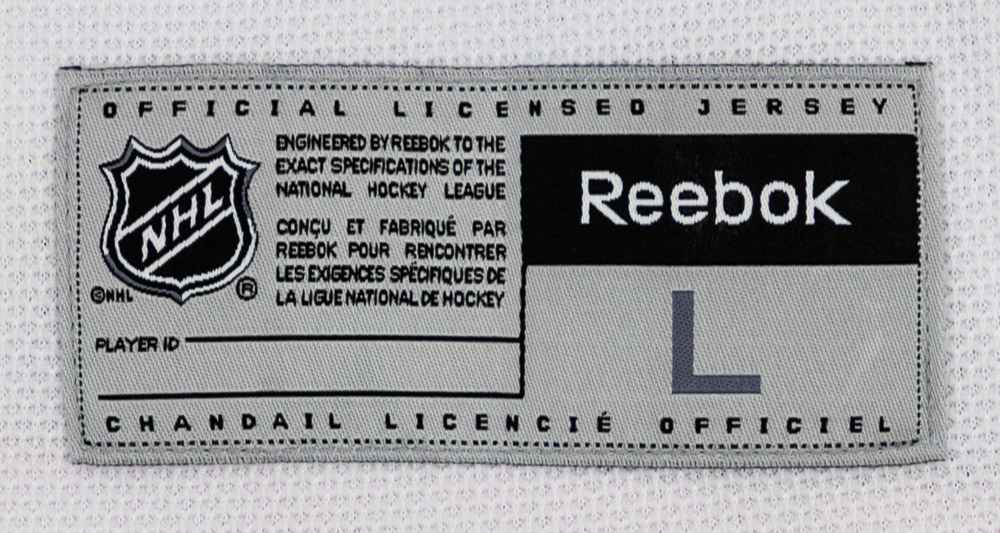 OFFICIAL LICENSED JERSEY
NHL
©NHL
®
ENGINEERED BY REEBOK TO THE
EXACT SPECIFICATIONS OF THE
NATIONAL HOCKEY LEAGUE
CONÇU ET FABRIQUÉ PAR
REEBOK POUR RENCONTRER
LES EXIGENCES SPÉCIFIQUES DE
LA LIGUE NATIONAL DE HOCKEY
Reebok
L
PLAYER ID
CHANDAIL LICENCIÉ OFFICIEL